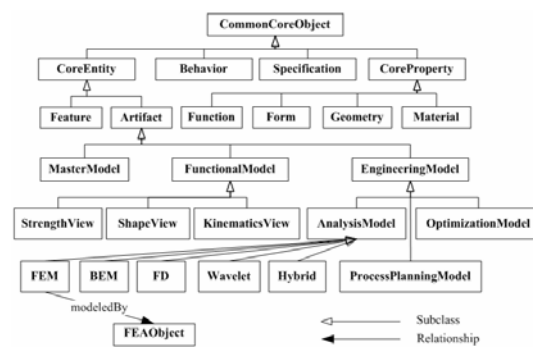 CommonCoreObject
CoreEntity Behavior Specification CoreProperty
Feature Artifact Function Form Geometry Material
MasterModel FunctionalModel EngineeringModel
StrengthView ShapeView KinematicsView AnalysisModel OptimizationModel
FEM BEM FD Wavelet Hybrid ProcessPlanningModel
modeledBy
FEAObject
Subclass
Relationship